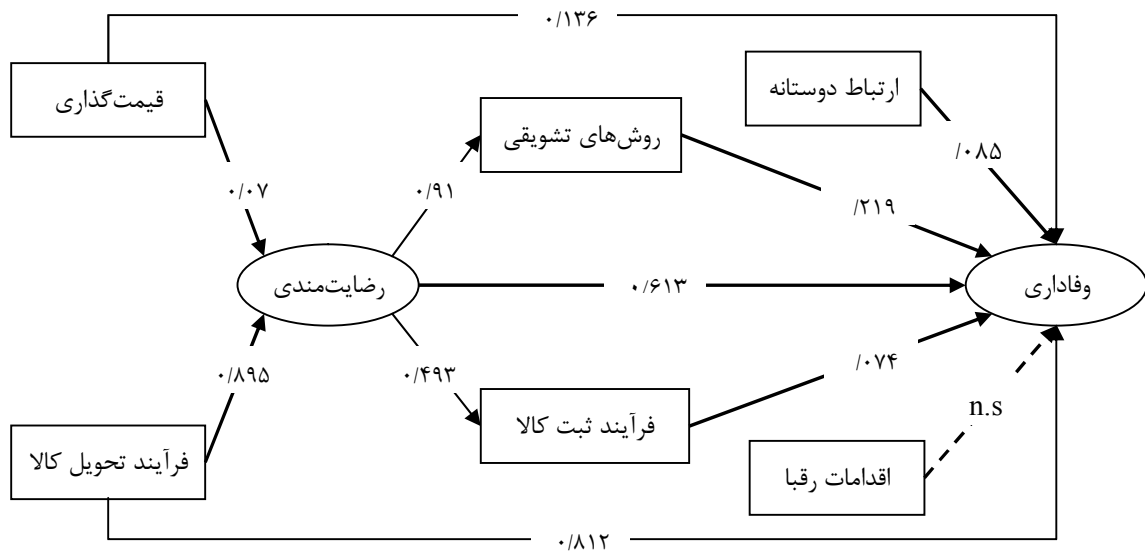 ۰/۱۳۶
قیمت‌گذاری
ارتباط دوستانه
روش‌های تشویقی
/۰۸۵
۰/۰۷
۰/۹۱
/۲۱۹
رضایت‌مندی
۰/۶۱۳
وفاداری
۰/۸۹۵
۰/۴۹۳
/۰۷۴
n.s
فرآیند ثبت کالا
فرآیند تحویل کالا
اقدامات رقبا
۰/۸۱۲